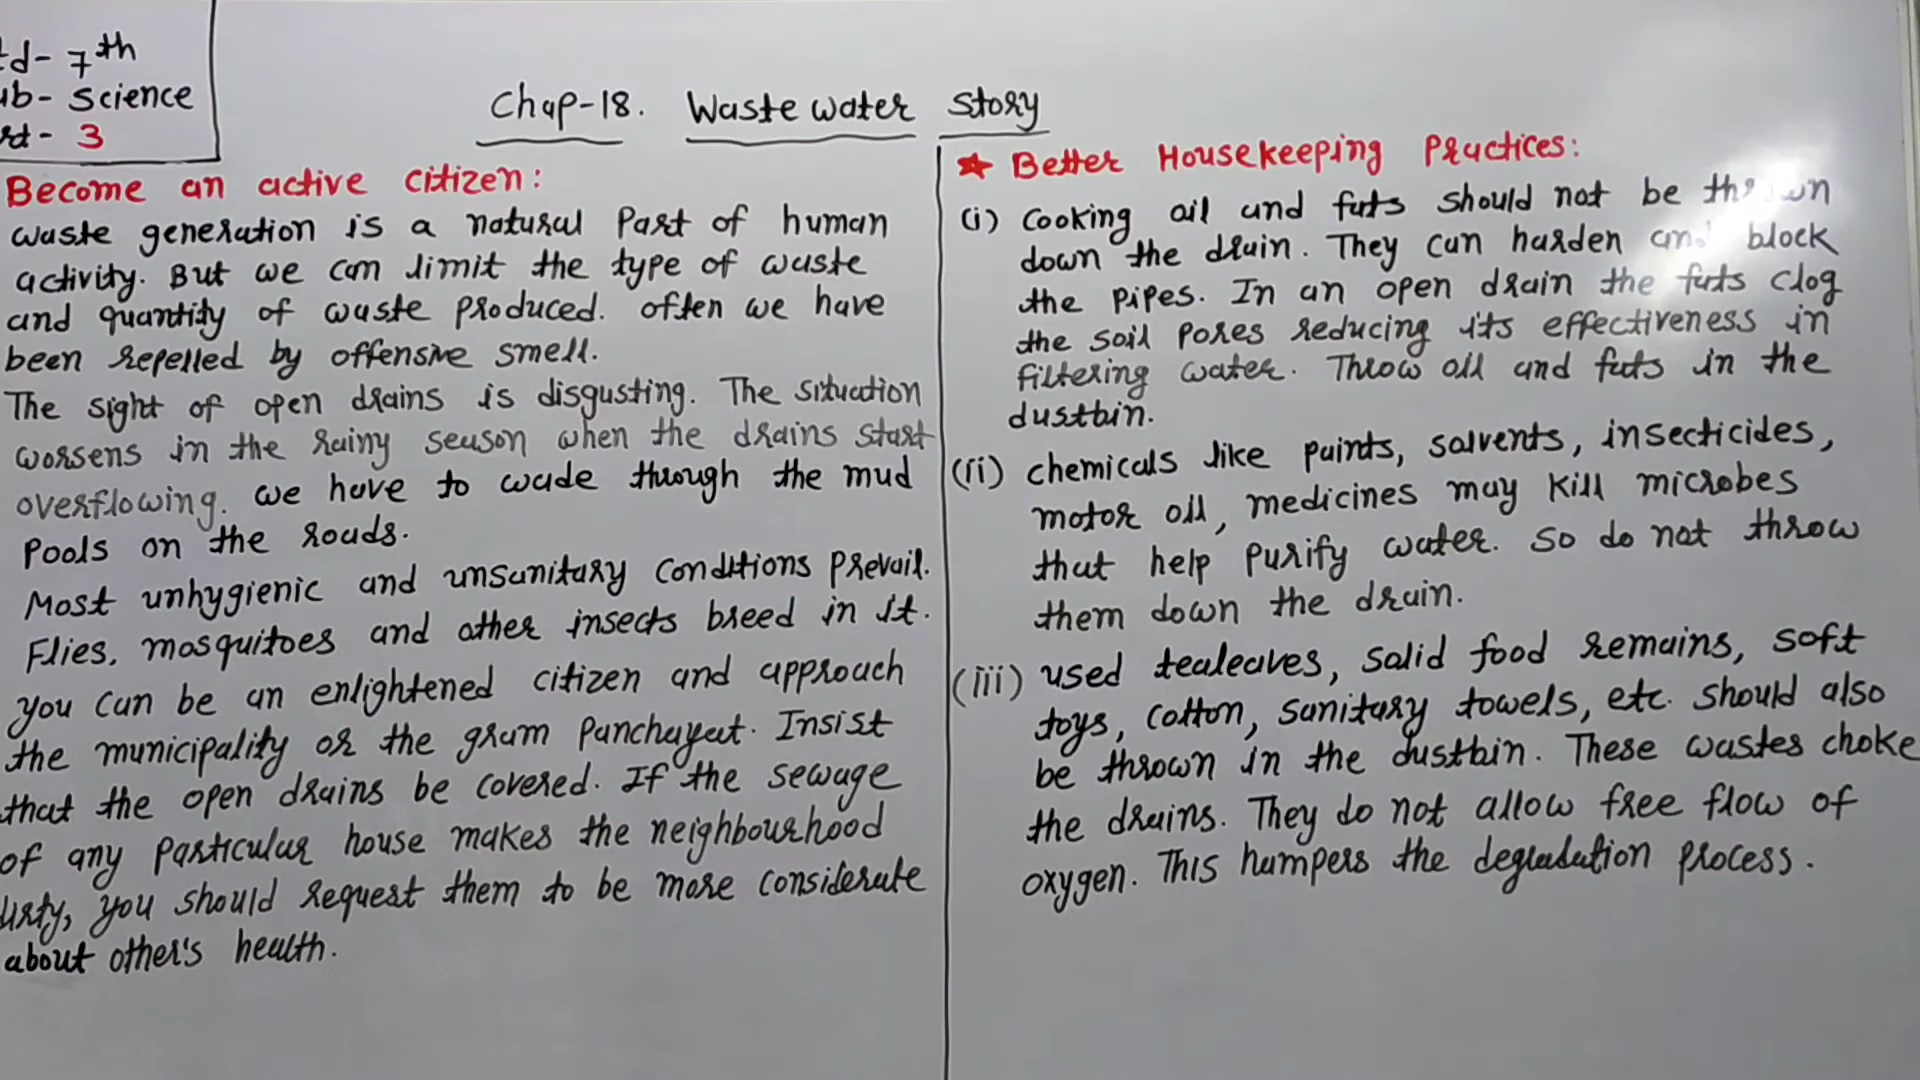 td- 7th
ub- Science
rt- 3
Chap-18. Waste water story
Become an active citizen:
waste generation is a natural part of human
activity. But we can limit the type of waste
and quantity of waste produced. often we have
been repelled by offensive smell.
The sight of open drains is disgusting. The situation
worsens in the rainy season when the drains start
overflowing. we have to wade through the mud
pools on the roads.
Most unhygienic and unsanitary conditions prevail.
Flies, mosquitoes and other insects breed in it.
you can be an enlightened citizen and approach
the municipality or the gram panchayat. Insist
that the open drains be covered. If the sewage
of any particular house makes the neighbourhood
dirty, you should request them to be more considerate
about other's health.
★ Better Housekeeping Practices:
(i) cooking oil and fats should not be thrown
down the drain. They can harden and block
the pipes. In an open drain the fats clog
the soil pores reducing its effectiveness in
filtering water. Throw oil and fats in the
dustbin.
(ii) chemicals like paints, solvents, insecticides,
motor oil, medicines may kill microbes
that help purify water. so do not throw
them down the drain.
(iii) used tealeaves, solid food remains, soft
toys, cotton, sanitary towels, etc. should also
be thrown in the dustbin. These wastes choke
the drains. They do not allow free flow of
oxygen. This hampers the degradation process.